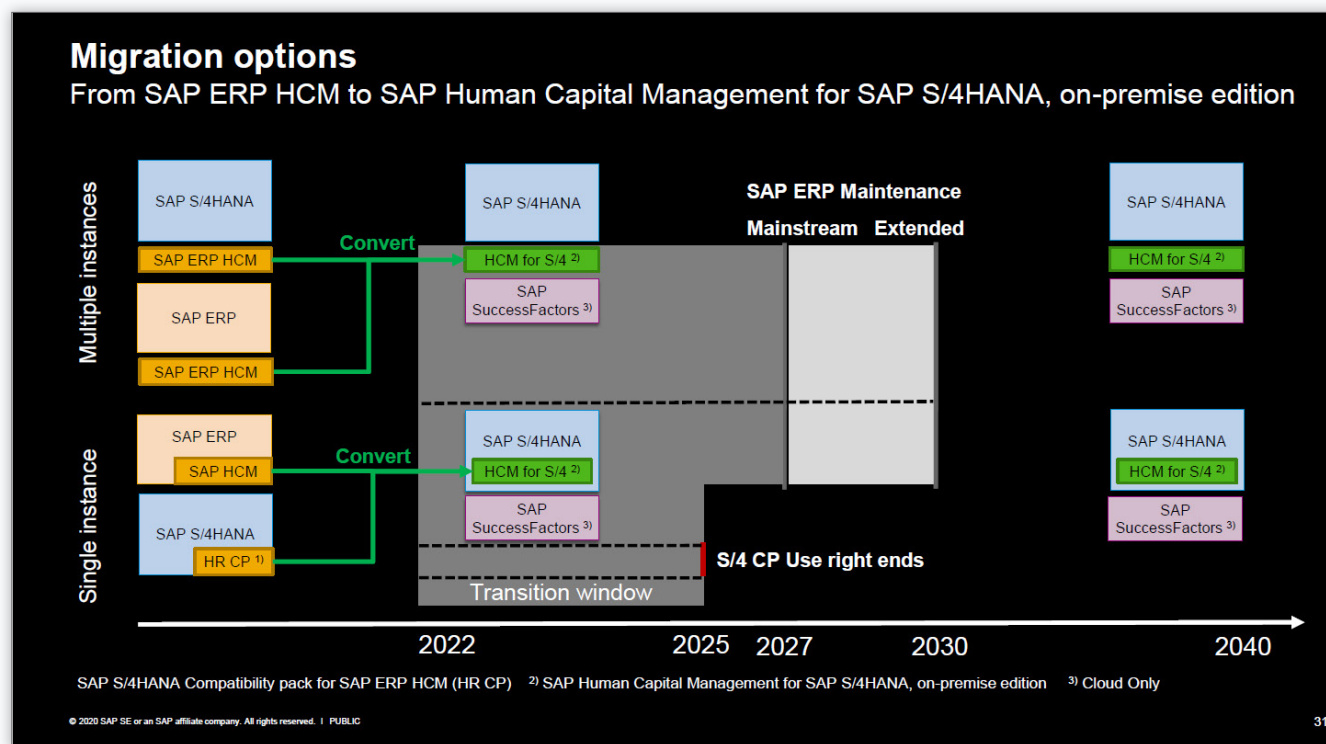 Migration options
From SAP ERP HCM to SAP Human Capital Management for SAP S/4HANA, on-premise edition
Multiple instances
SAP S/4HANA
SAP ERP HCM
SAP ERP
SAP ERP HCM
Convert
SAP S/4HANA
HCM for S/4 2)
SAP
SuccessFactors 3)
SAP ERP Maintenance
Mainstream
Extended
SAP S/4HANA
HCM for S/4 2)
SAP
SuccessFactors 3)
Single instance
SAP ERP
SAP HCM
SAP S/4HANA
HR CP 1)
Convert
SAP S/4HANA
HCM for S/4 2)
SAP
SuccessFactors 3)
S/4 CP Use right ends
Transition window
SAP S/4HANA
HCM for S/4 2)
SAP
SuccessFactors 3)
2022
2025
2027
2030
2040
SAP S/4HANA Compatibility pack for SAP ERP HCM (HR CP) 2) SAP Human Capital Management for SAP S/4HANA, on-premise edition 3) Cloud Only
© 2020 SAP SE or an SAP affiliate company. All rights reserved. I PUBLIC
31